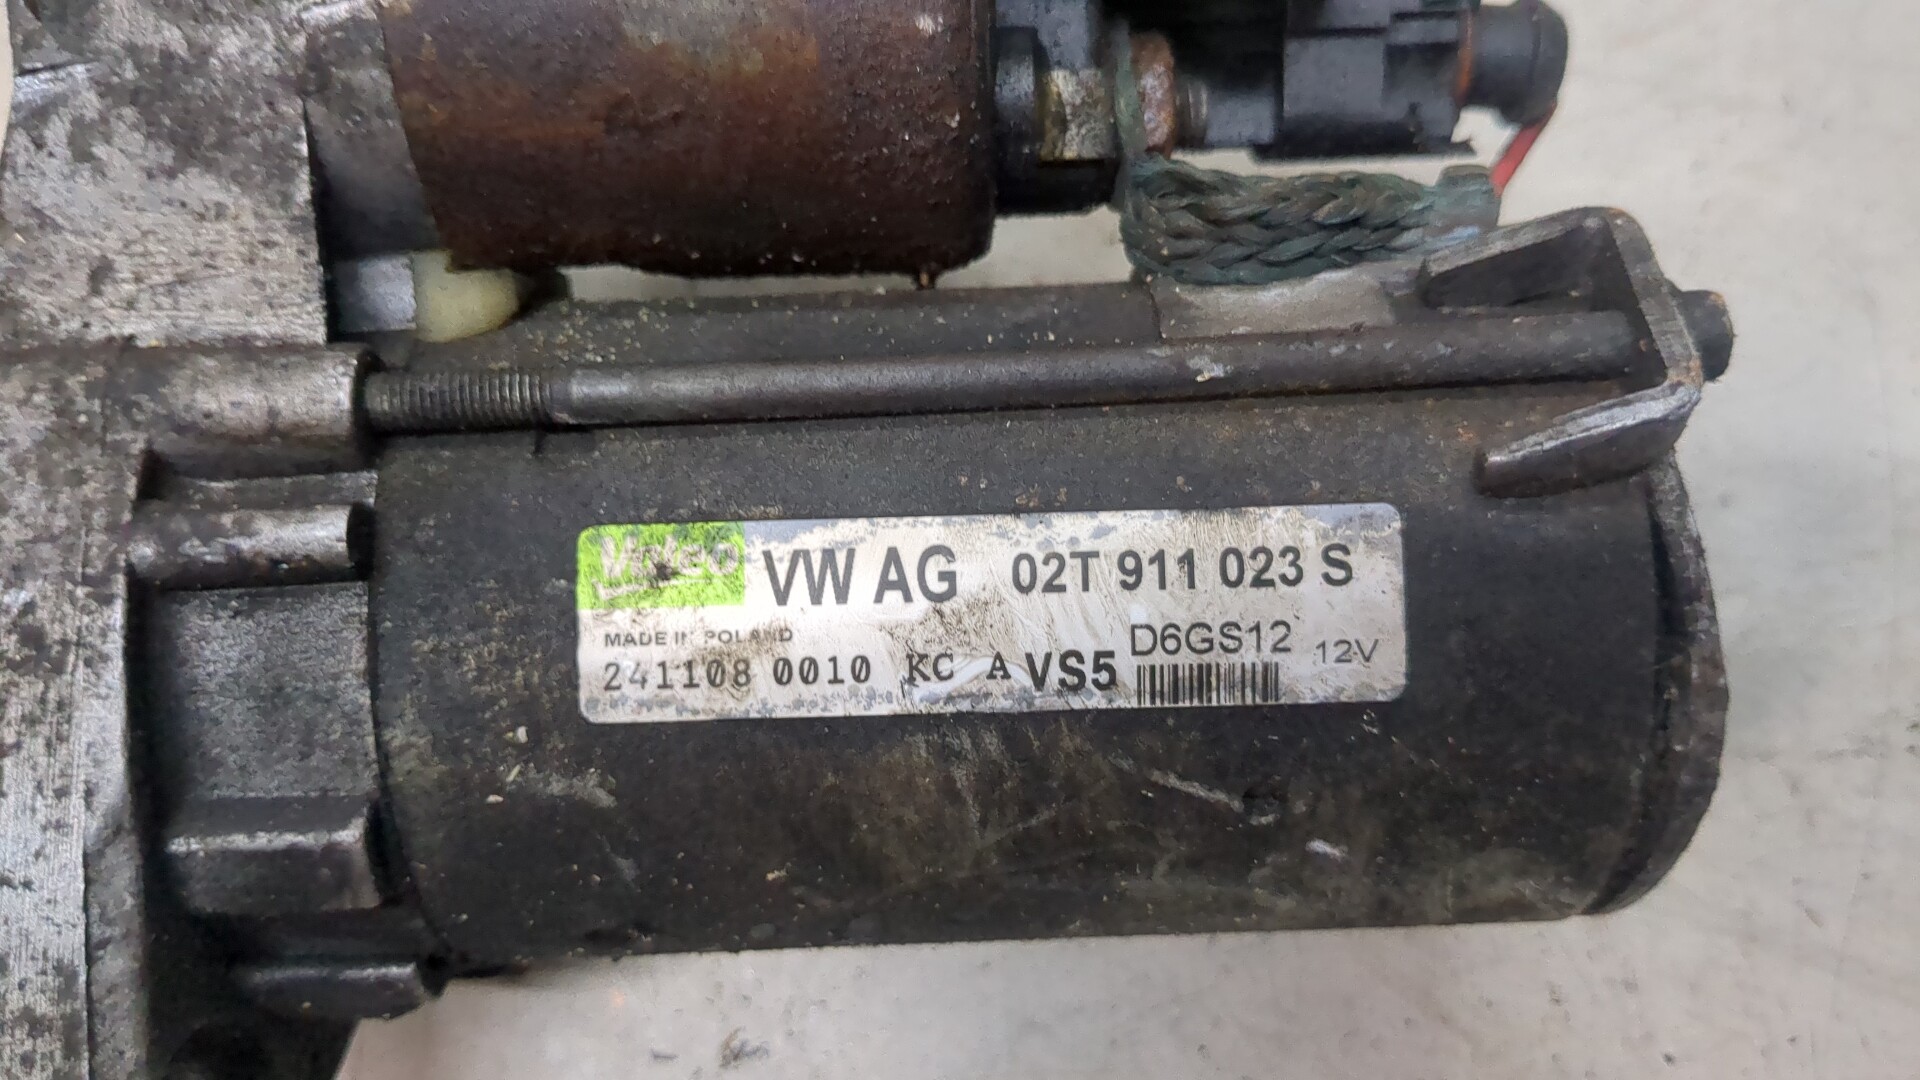 Valeo VW AG 02T 911 023 S
MADE IN POLAND D6GS12 12V
241108 0010 KC A VS5